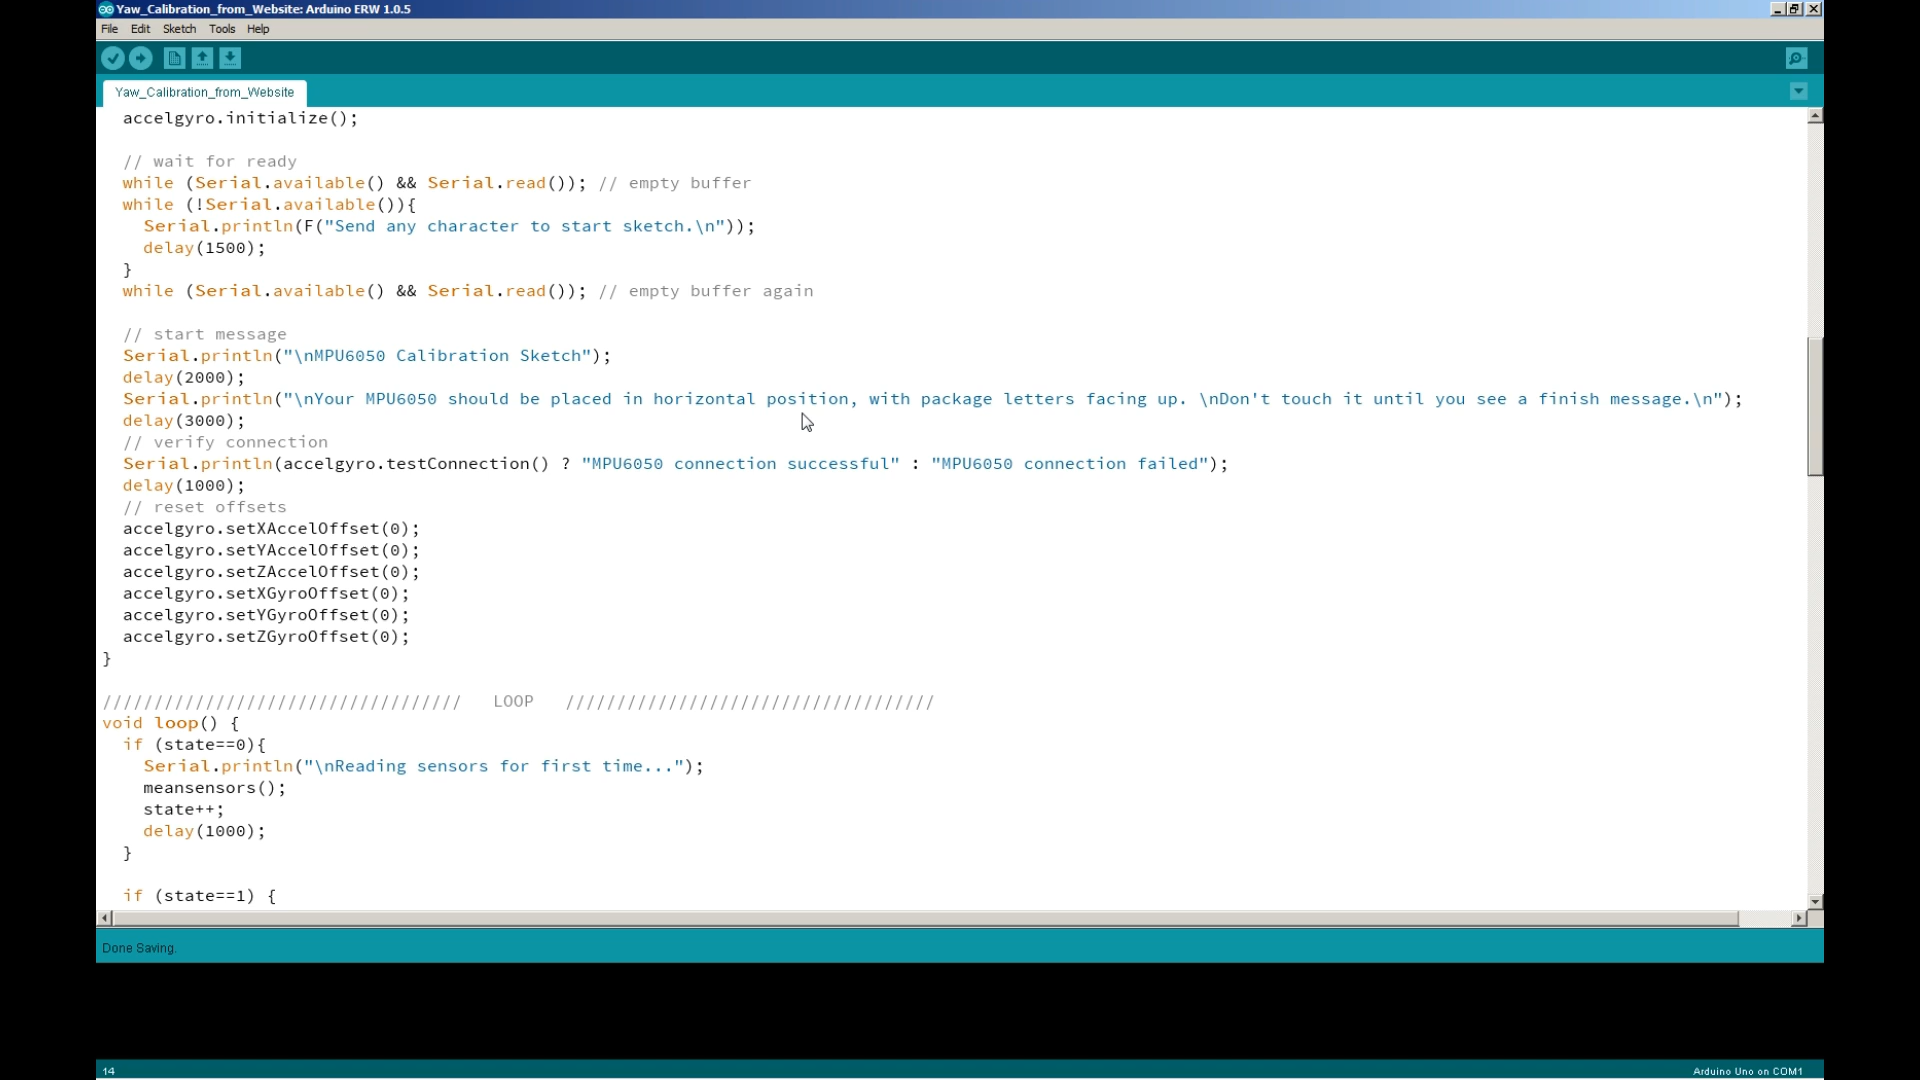 Yaw_Calibration_from_Website: Arduino ERW 1.0.5
File Edit Sketch Tools Help
Yaw_Calibration_from_Website
accelgyro.initialize();
// wait for ready
while (Serial.available() && Serial.read()); // empty buffer
while (!Serial.available()){
Serial.println(F("Send any character to start sketch.\n"));
delay(1500);
}
while (Serial.available() && Serial.read()); // empty buffer again
// start message
Serial.println("\nMPU6050 Calibration Sketch");
delay(2000);
Serial.println("\nYour MPU6050 should be placed in horizontal position, with package letters facing up. \nDon't touch it until you see a finish message.\n");
delay(3000);
// verify connection
Serial.println(accelgyro.testConnection() ? "MPU6050 connection successful" : "MPU6050 connection failed");
delay(1000);
// reset offsets
accelgyro.setXAccelOffset(0);
accelgyro.setYAccelOffset(0);
accelgyro.setZAccelOffset(0);
accelgyro.setXGyroOffset(0);
accelgyro.setYGyroOffset(0);
accelgyro.setZGyroOffset(0);
}
/////////////////////////////////// LOOP ////////////////////////////////////
void loop() {
if (state==0){
Serial.println("\nReading sensors for first time...");
meansensors();
state++;
delay(1000);
}
if (state==1) {
Done Saving.
14
Arduino Uno on COM1